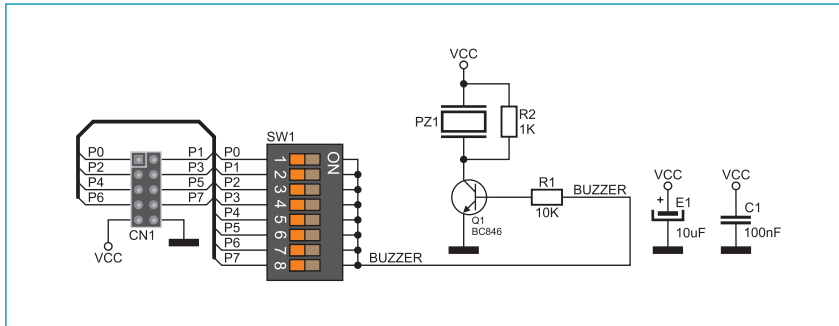 VCC
PZ1
R2
1K
SW1
ON
P0
P2
P4
P6
P1
P3
P5
P7
P0
P1
P2
P3
P4
P5
P6
P7
1
2
3
4
5
6
7
8
CN1
VCC
Q1
BC846
R1
10K
BUZZER
BUZZER
VCC
+
E1
10uF
VCC
C1
100nF